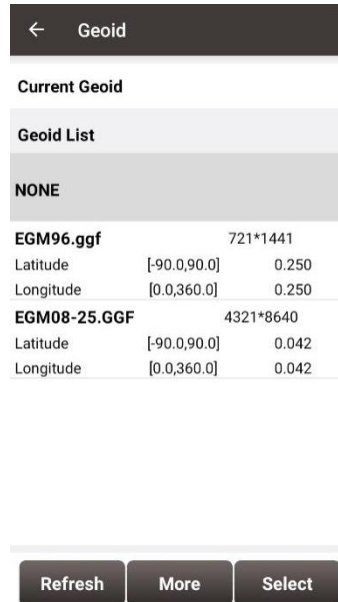 Geoid
Current Geoid
Geoid List
NONE
EGM96.ggf 721*1441
Latitude [-90.0,90.0] 0.250
Longitude [0.0,360.0] 0.250
EGM08-25.GGF 4321*8640
Latitude [-90.0,90.0] 0.042
Longitude [0.0,360.0] 0.042
Refresh More Select